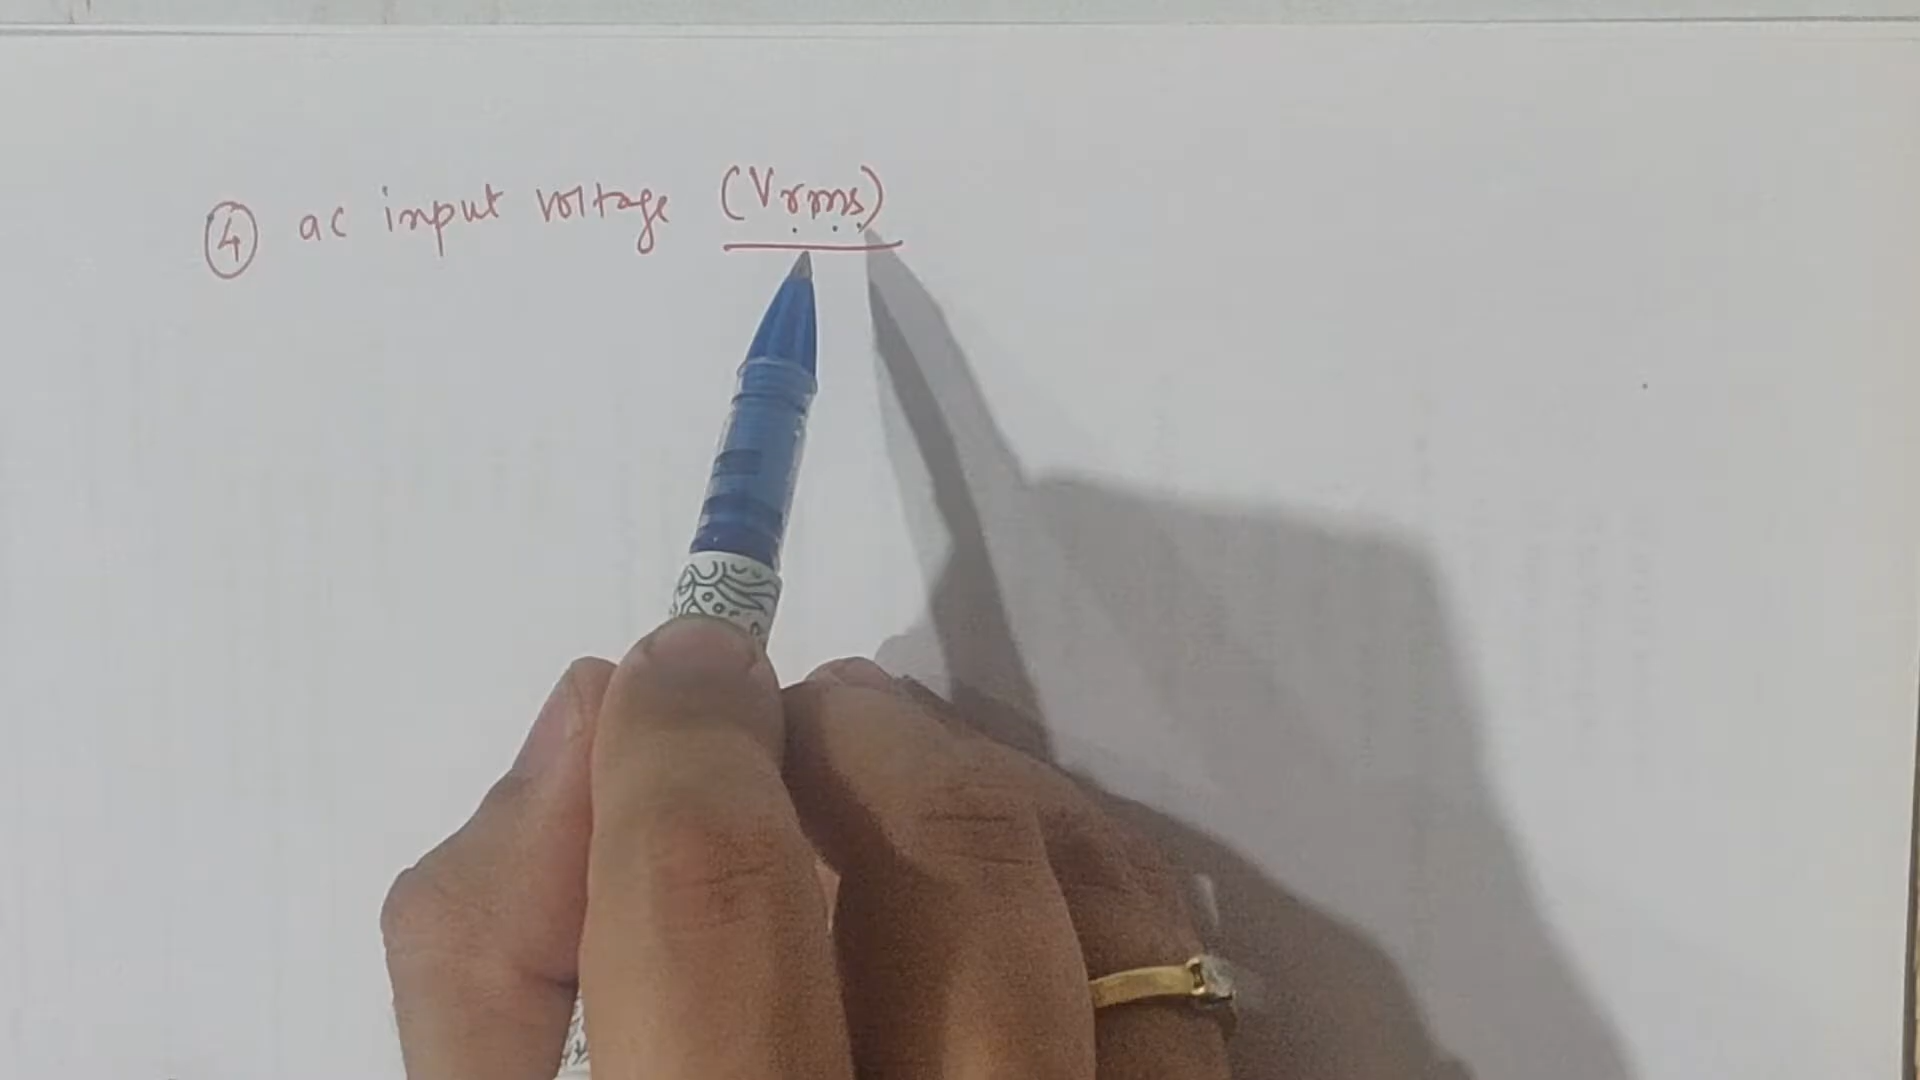 ④ ac input voltage (Vrms)